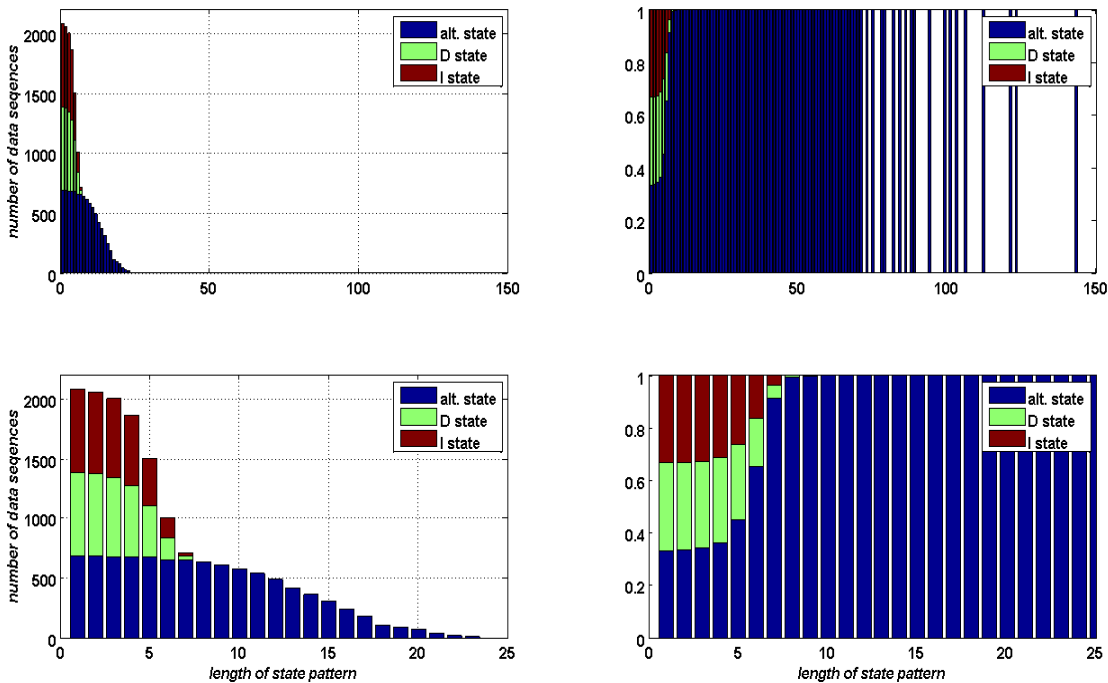 number of data seqences
2000
1500
1000
500
0
0 50 100 150
alt. state
D state
I state
1
0.8
0.6
0.4
0.2
0
0 50 100 150
alt. state
D state
I state
number of data seqences
2000
1500
1000
500
0
0 5 10 15 20 25
length of state pattern
alt. state
D state
I state
1
0.8
0.6
0.4
0.2
0
0 5 10 15 20 25
length of state pattern
alt. state
D state
I state